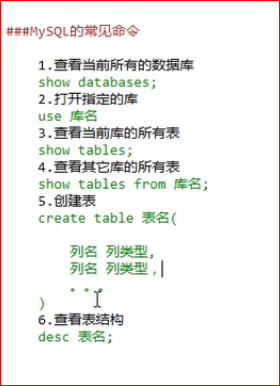 ###MySQL的常见命令
1.查看当前所有的数据库
show databases;
2.打开指定的库
use 库名
3.查看当前库的所有表
show tables;
4.查看其它库的所有表
show tables from 库名;
5.创建表
create table 表名(
列名 列类型,
列名 列类型,
。。。
)
6.查看表结构
desc 表名;